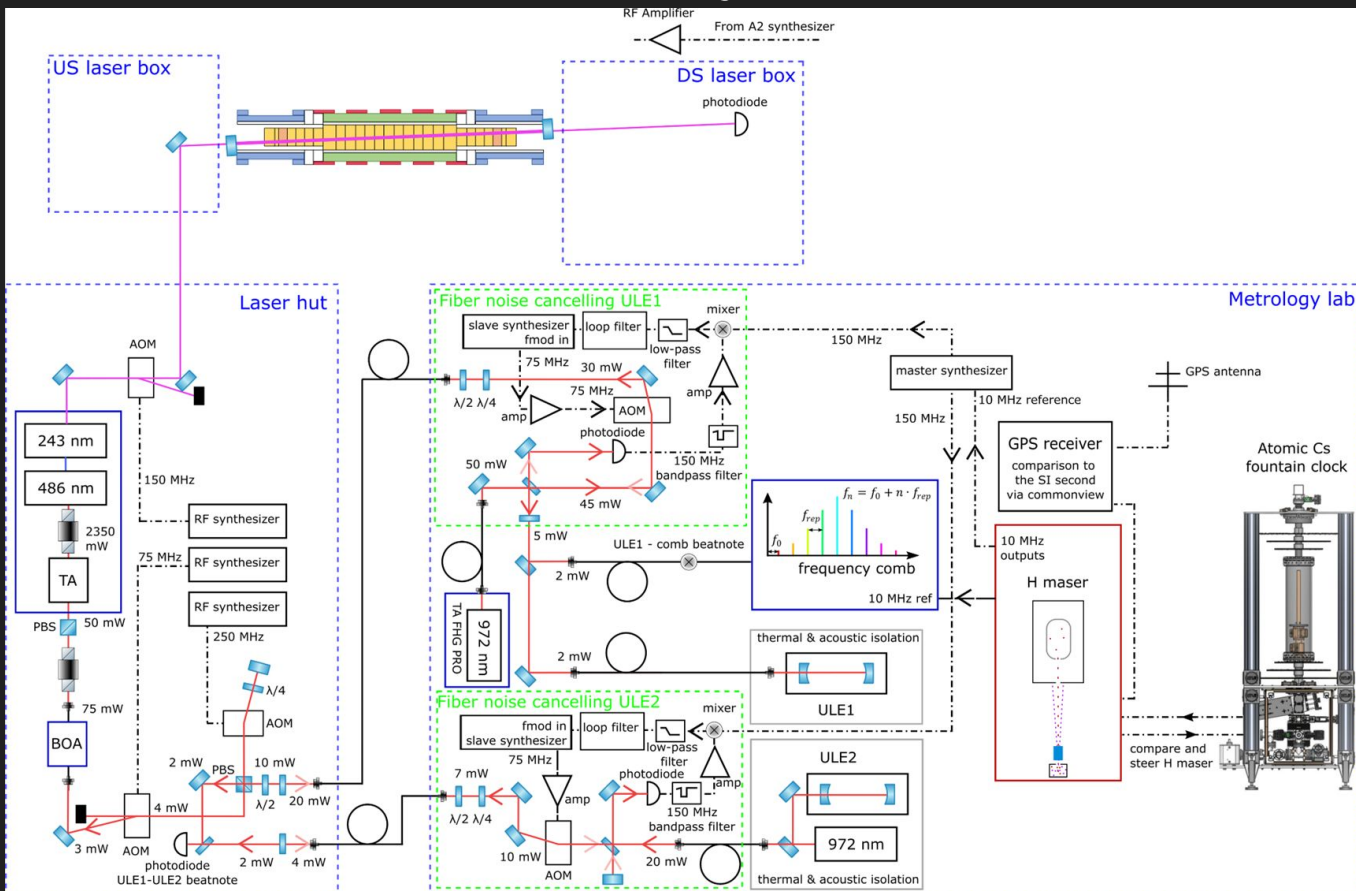 RF Amplifier
From A2 synthesizer
US laser box
DS laser box
photodiode
Laser hut
AOM
243 nm
486 nm
150 MHz
2350
mW
RF synthesizer
75 MHz
RF synthesizer
TA
RF synthesizer
PBS
50 mW
250 MHz
λ/4
75 mW
AOM
BOA
2 mW
PBS
10 mW
λ/2
20 mW
4 mW
3 mW
AOM
photodiode
2 mW
4 mW
ULE1-ULE2 beatnote
Metrology lab
Fiber noise cancelling ULE1
mixer
slave synthesizer
fmod in
loop filter
low-pass
filter
75 MHz
30 mW
λ/2 λ/4
75 MHz
amp
AOM
amp
photodiode
50 mW
150 MHz
bandpass filter
45 mW
5 mW
ULE1 - comb beatnote
2 mW
TA FHG PRO
972 nm
2 mW
150 MHz
master synthesizer
150 MHz
10 MHz reference
GPS antenna
GPS receiver
comparison to
the SI second
via commonview
Atomic Cs
fountain clock
fₙ = f₀ + n · f_rep
f_rep
f₀
frequency comb
10 MHz ref
10 MHz
outputs
H maser
compare and
steer H maser
thermal & acoustic isolation
ULE1
Fiber noise cancelling ULE2
mixer
fmod in
slave synthesizer
loop filter
low-pass
filter
75 MHz
photodiode
amp
7 mW
amp
λ/2 λ/4
150 MHz
bandpass filter
10 mW
20 mW
AOM
ULE2
972 nm
thermal & acoustic isolation